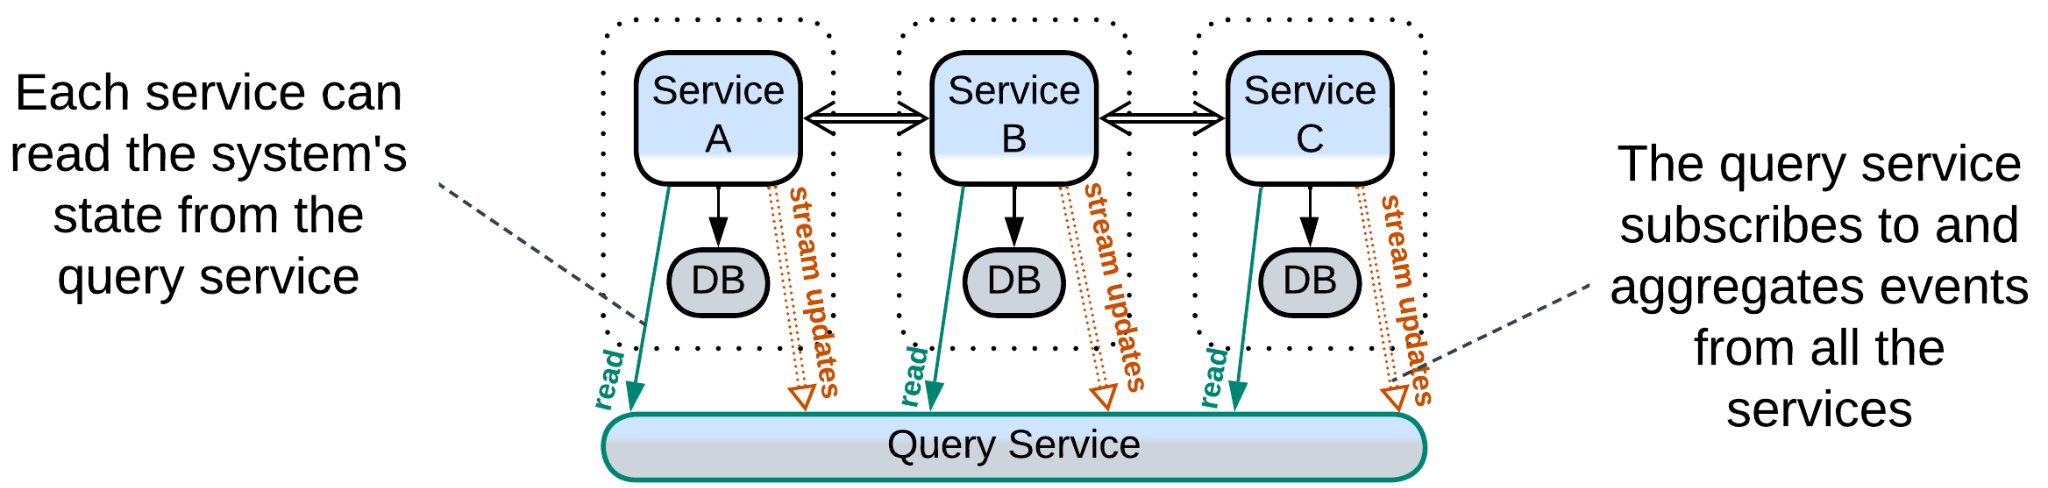 Each service can
read the system's
state from the
query service
Service
A
Service
B
Service
C
DB
DB
DB
read
stream updates
read
stream updates
read
stream updates
Query Service
The query service
subscribes to and
aggregates events
from all the
services